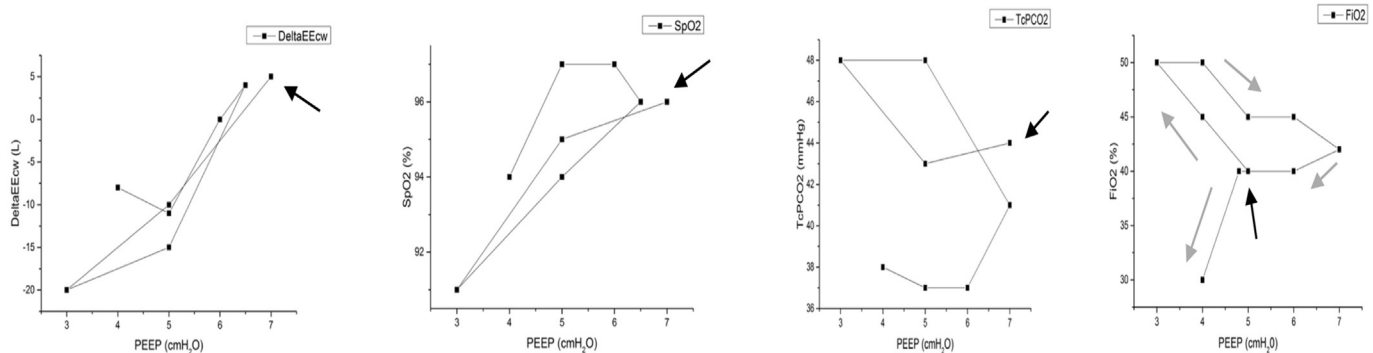 DeltaEEcw
DeltaEEcw (L)
5
0
-5
-10
-15
-20
3 4 5 6 7
PEEP (cmH₂O)
SpO2
SpO2 (%)
96
94
92
3 4 5 6 7
PEEP (cmH₂O)
TcPCO2
TcPCO2 (mmHg)
48
46
44
42
40
38
36
3 4 5 6 7
PEEP (cmH₂O)
FiO2
FiO2 (%)
50
45
40
35
30
3 4 5 6 7
PEEP (cmH₂0)